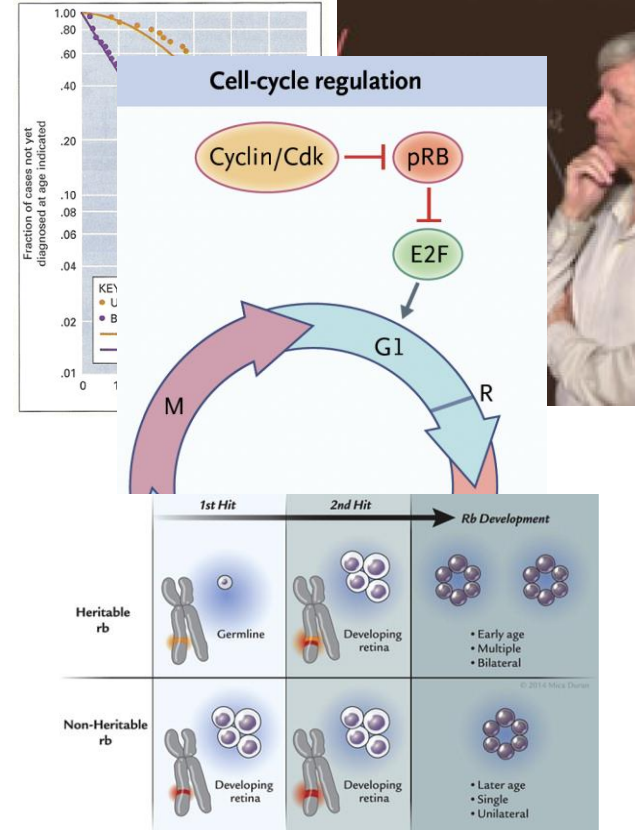 1.00
.80
.60
.40
.20
.10
.08
.06
.04
.02
.01
0
Fraction of cases not yet
diagnosed at age indicated
KEY
U
B
Cell-cycle regulation
Cyclin/Cdk
pRB
E2F
G1
R
M
1st Hit
2nd Hit
Rb Development
Heritable
rb
Germline
Developing
retina
• Early age
• Multiple
• Bilateral
© 2014 Mica Duran
Non-Heritable
rb
Developing
retina
Developing
retina
• Later age
• Single
• Unilateral